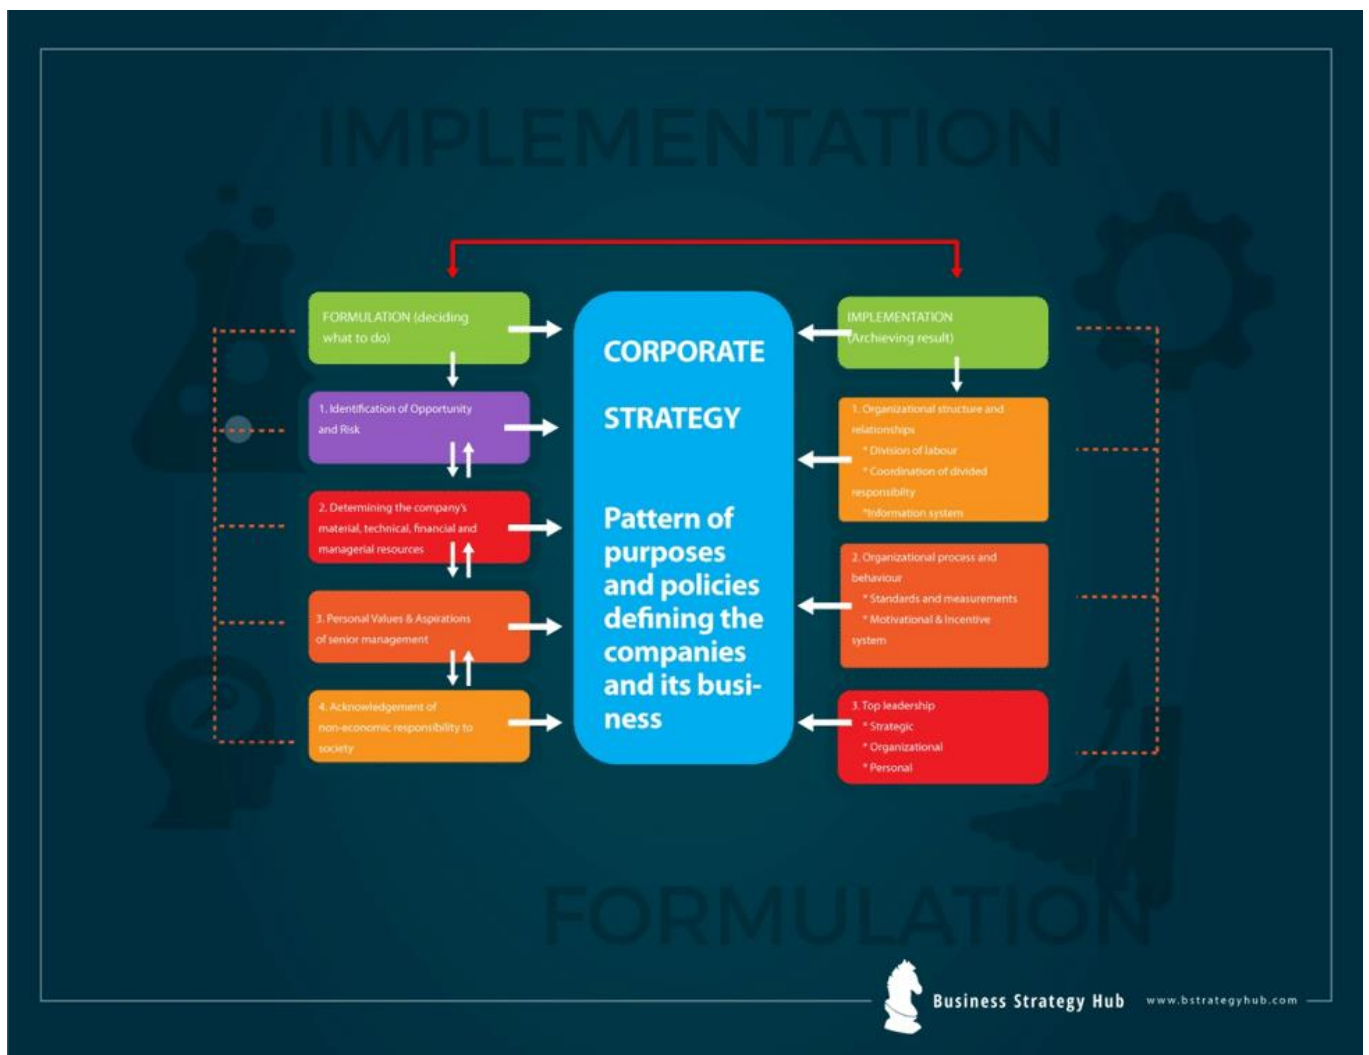 IMPLEMENTATION
FORMULATION (deciding
what to do)
1. Identification of Opportunity
and Risk
2. Determining the company's
material, technical, financial and
managerial resources
3. Personal Values & Aspirations
of senior management
4. Acknowledgement of
non-economic responsibility to
society
CORPORATE
STRATEGY
Pattern of
purposes
and policies
defining the
companies
and its busi-
ness
IMPLEMENTATION
(Archieving result)
1. Organizational structure and
relationships
* Division of labour
* Coordination of divided
responsibilty
*Information system
2. Organizational process and
behaviour
* Standards and measurements
* Motivational & Incentive
system
3. Top leadership
* Strategic
* Organizational
* Personal
FORMULATION
Business Strategy Hub www.bstrategyhub.com